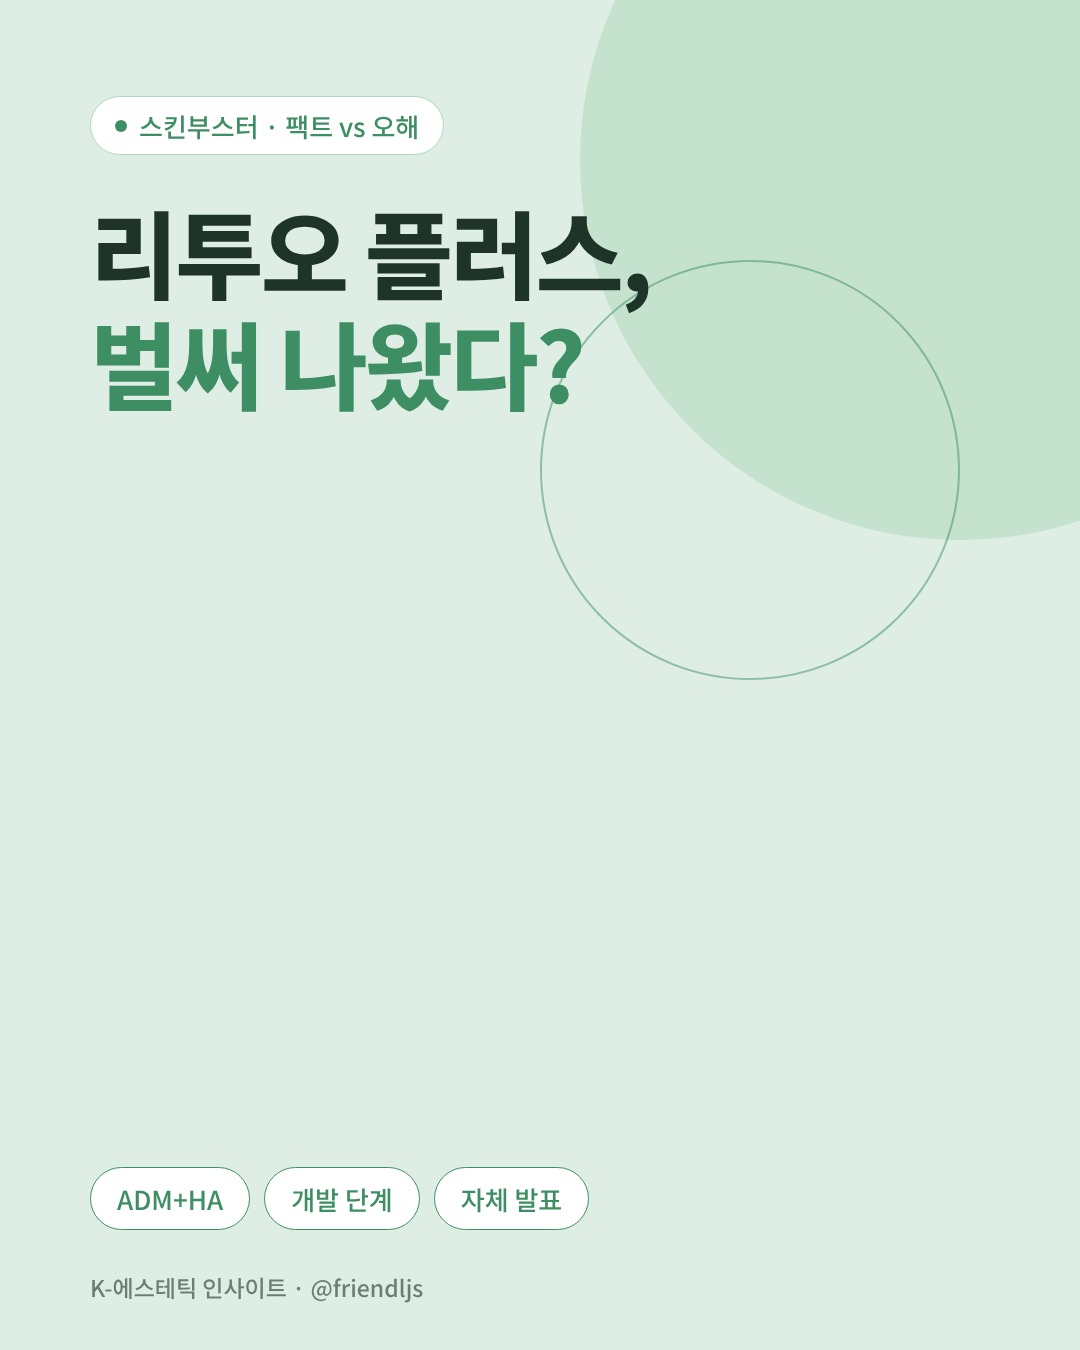 스킨부스터 · 팩트 vs 오해
리투오 플러스,
벌써 나왔다?
ADM+HA
개발 단계
자체 발표
K-에스테틱 인사이트 · @friendljs